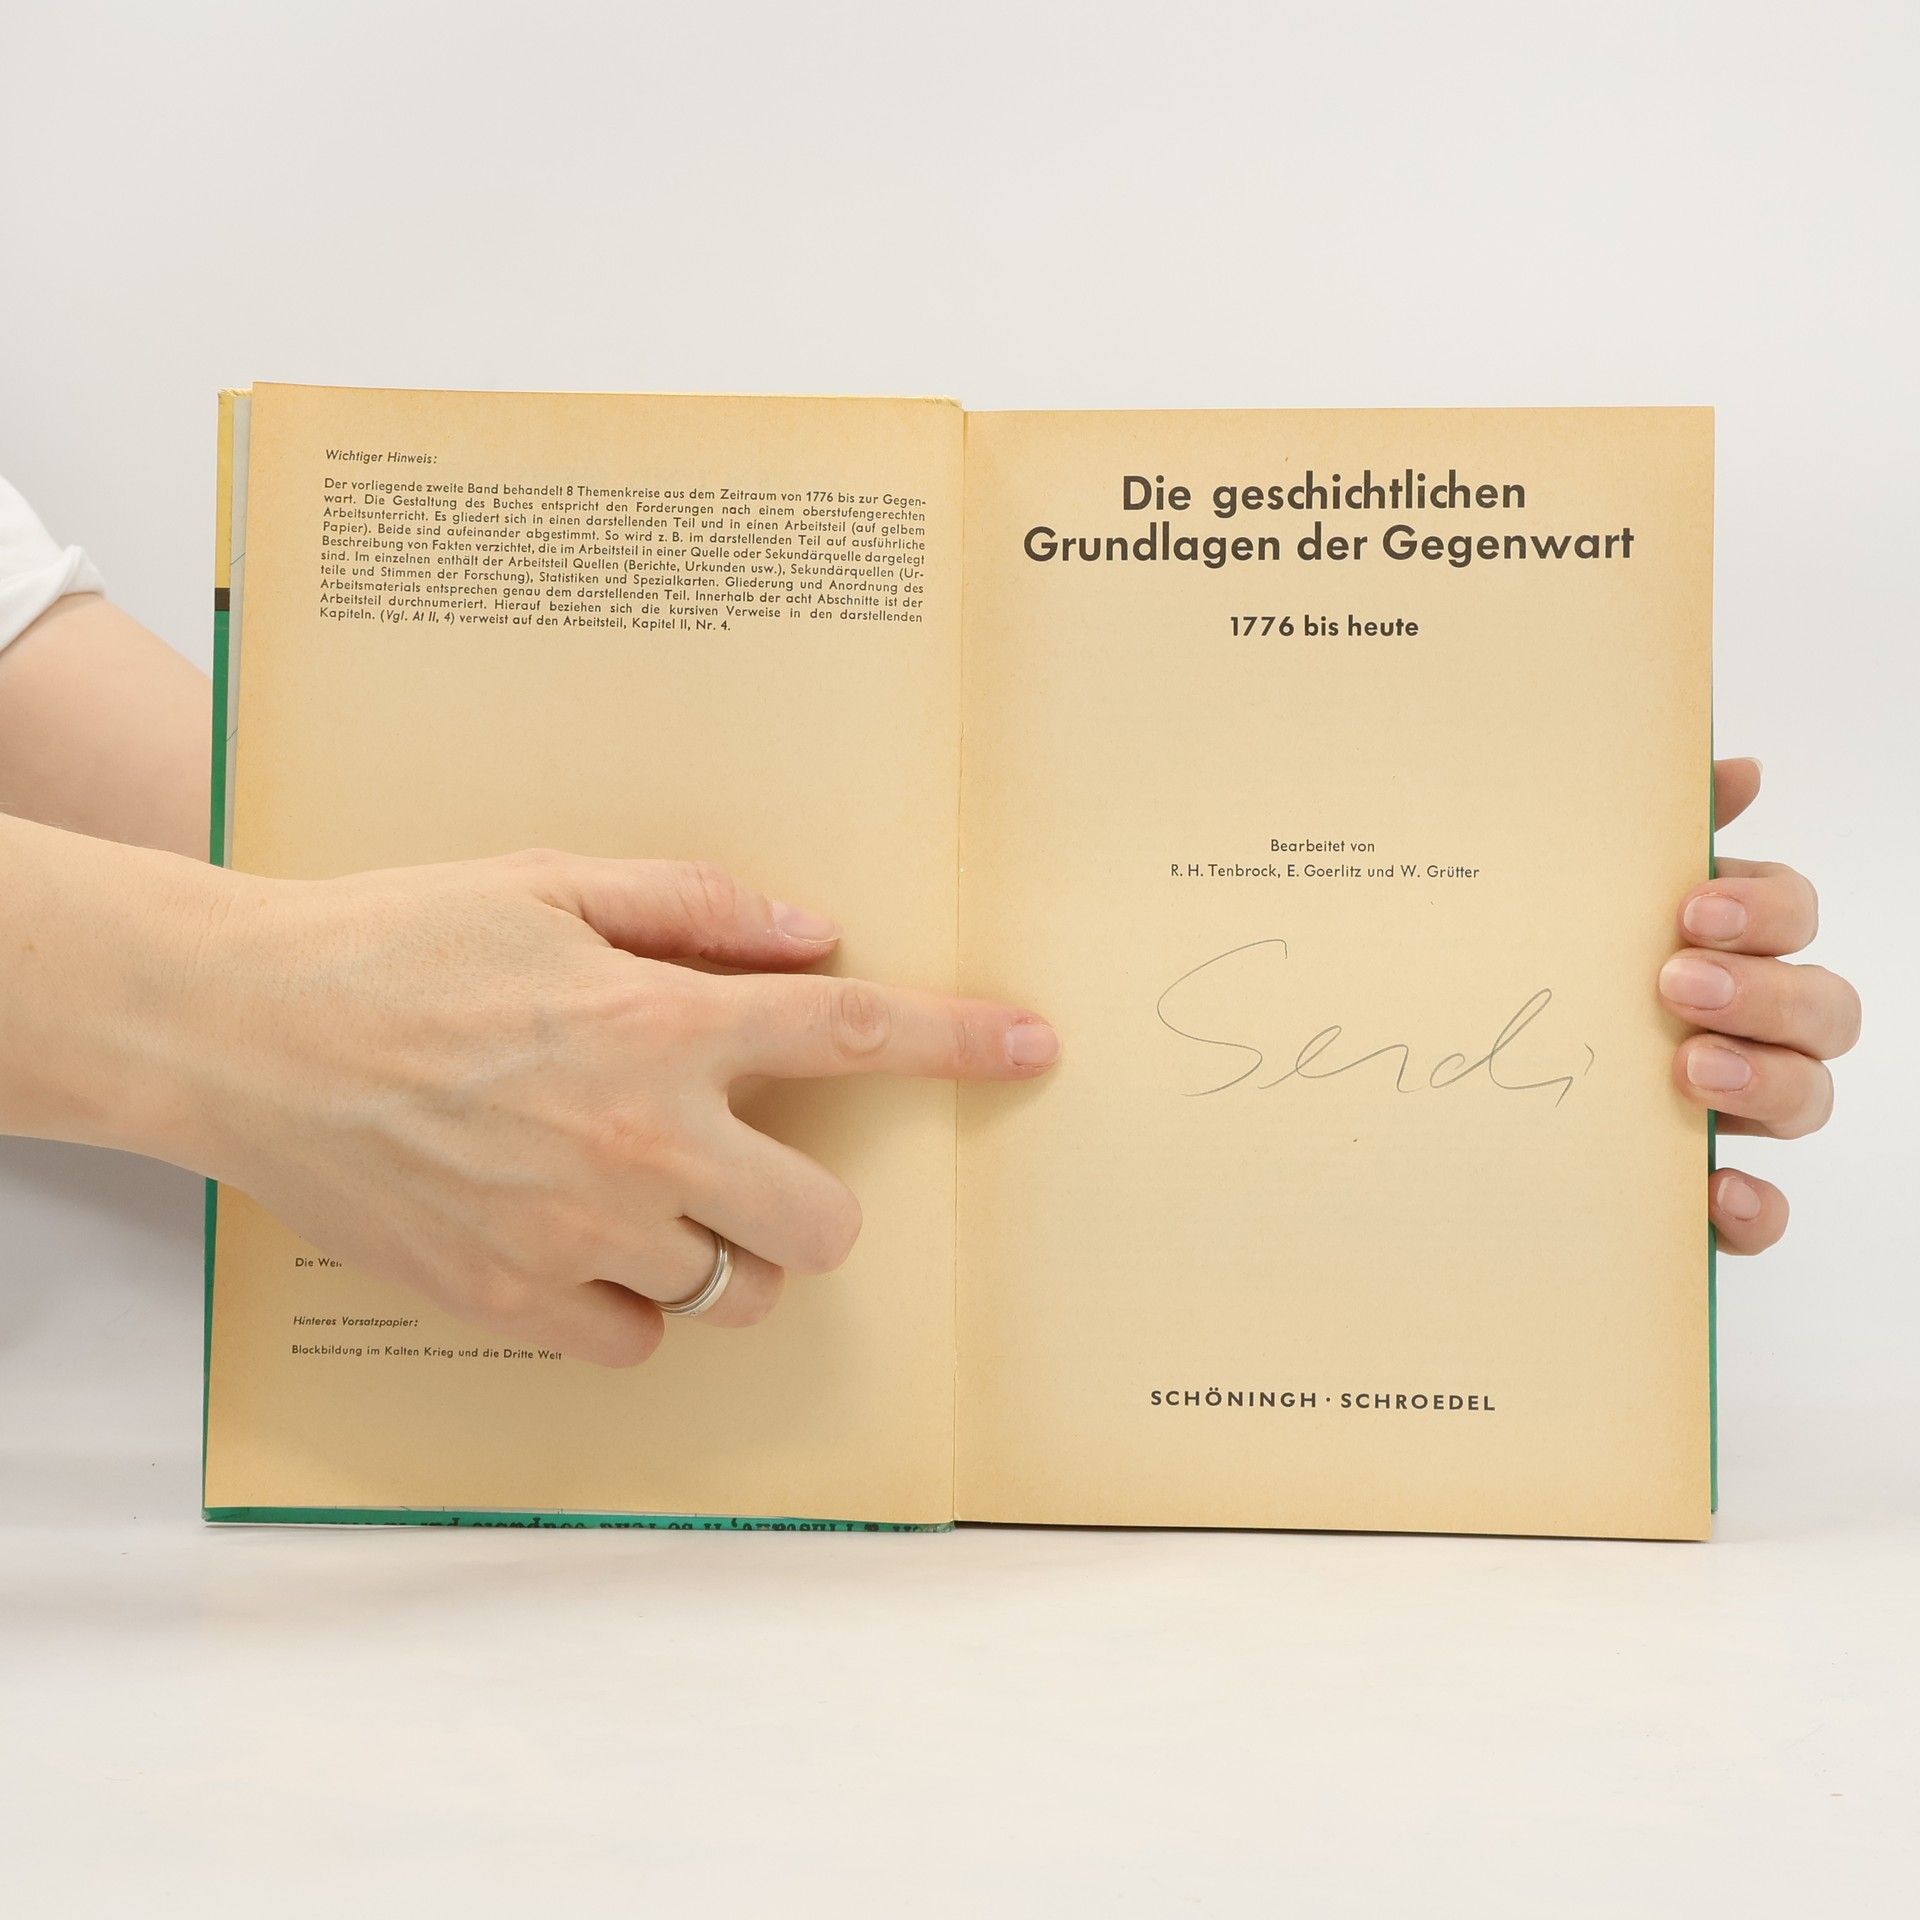 Wichtiger Hinweis:
Der vorliegende zweite Band behandelt 8 Themenkreise aus dem Zeitraum von 1776 bis zur Gegen-
wart. Die Gestaltung des Buches entspricht den Forderungen nach einem oberstufengerechten
Arbeitsunterricht. Es gliedert sich in einen darstellenden Teil und in einen Arbeitsteil (auf gelbem
Papier). Beide sind aufeinander abgestimmt. So wird z. B. im darstellenden Teil auf ausführliche
Beschreibung von Fakten verzichtet, die im Arbeitsteil in einer Quelle oder Sekundärquelle dargelegt
sind. Im einzelnen enthält der Arbeitsteil Quellen (Berichte, Urkunden usw.), Sekundärquellen (Ur-
teile und Stimmen der Forschung), Statistiken und Spezialkarten. Gliederung und Anordnung des
Arbeitsmaterials entsprechen genau dem darstellenden Teil. Innerhalb der acht Abschnitte ist der
Arbeitsteil durchnumeriert. Hierauf beziehen sich die kursiven Verweise in den darstellenden
Kapiteln. (Vgl. At II, 4) verweist auf den Arbeitsteil, Kapitel II, Nr. 4.
Die
Hinteres Vorsatzpapier:
Blockbildung im Kalten Krieg und die Dritte Welt
Die geschichtlichen
Grundlagen der Gegenwart
1776 bis heute
Bearbeitet von
R. H. Tenbrock, E. Goerlitz und W. Grütter
Serdi
SCHÖNINGH · SCHROEDEL